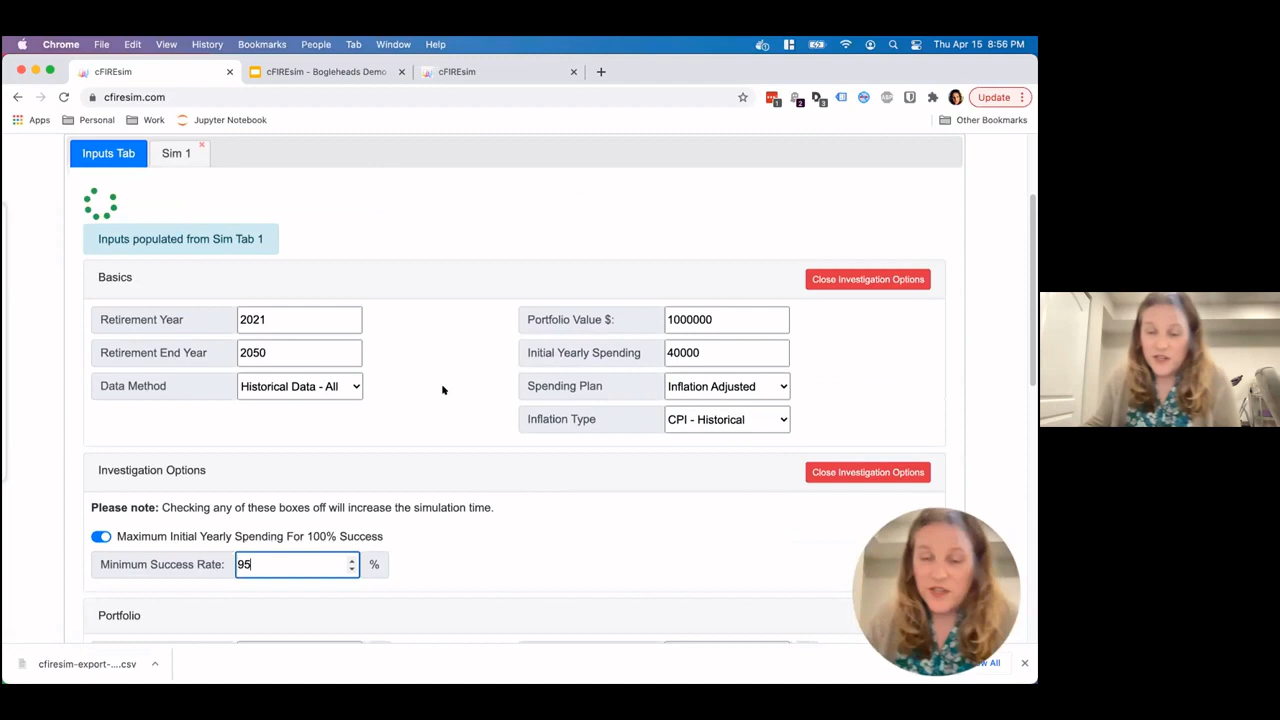 Chrome File Edit View History Bookmarks People Tab Window Help Thu Apr 15 8:56 PM
cFIREsim cFIREsim - Bogleheads Demo cFIREsim
cfiresim.com Update
Apps Personal Work Jupyter Notebook Other Bookmarks
Inputs Tab Sim 1
Inputs populated from Sim Tab 1
Basics Close Investigation Options
Retirement Year 2021 Portfolio Value $: 1000000
Retirement End Year 2050 Initial Yearly Spending 40000
Data Method Historical Data - All Spending Plan Inflation Adjusted
Inflation Type CPI - Historical
Investigation Options Close Investigation Options
Please note: Checking any of these boxes off will increase the simulation time.
Maximum Initial Yearly Spending For 100% Success
Minimum Success Rate: 95 %
Portfolio
cfiresim-export-....csv All